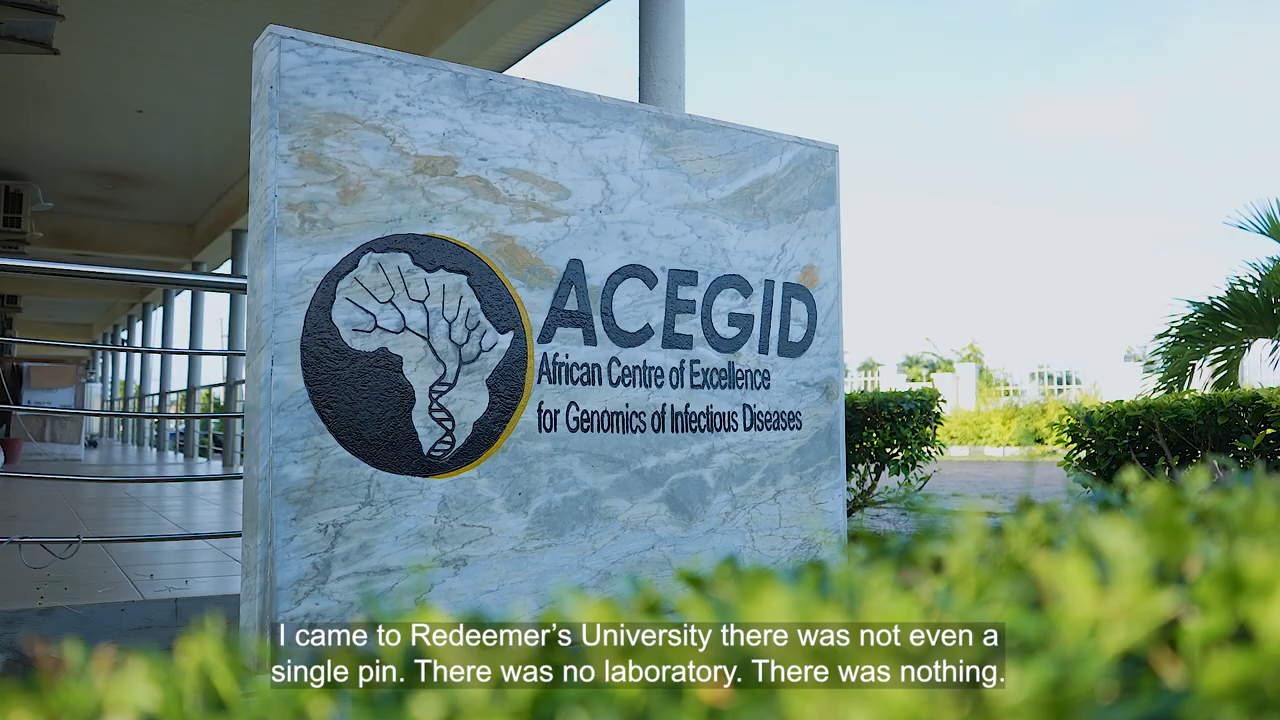 ACEGID
African Centre of Excellence
for Genomics of Infectious Diseases
I came to Redeemer’s University there was not even a
single pin. There was no laboratory. There was nothing.